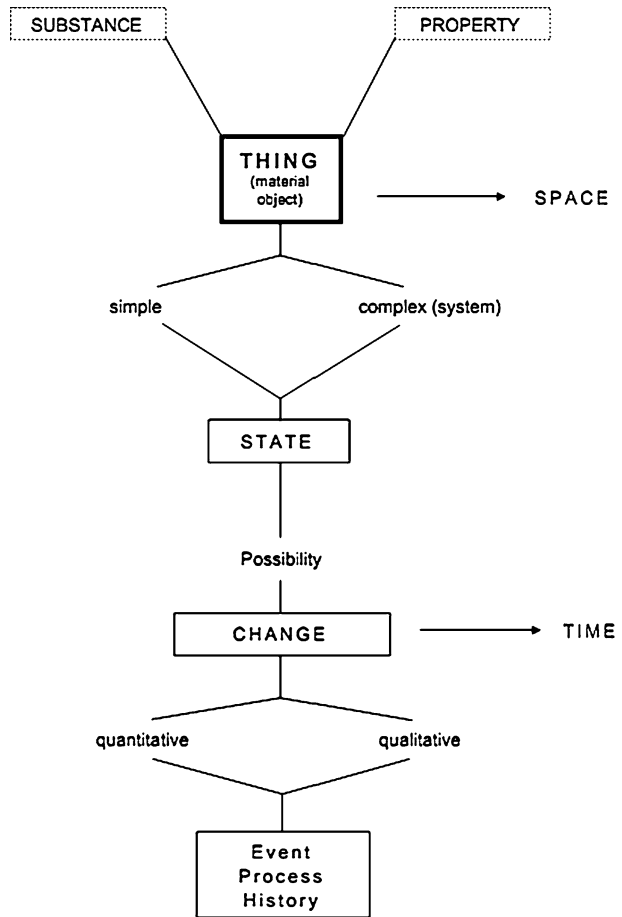 SUBSTANCE
PROPERTY
THING
(material
object)
SPACE
simple
complex (system)
STATE
Possibility
CHANGE
TIME
quantitative
qualitative
Event
Process
History